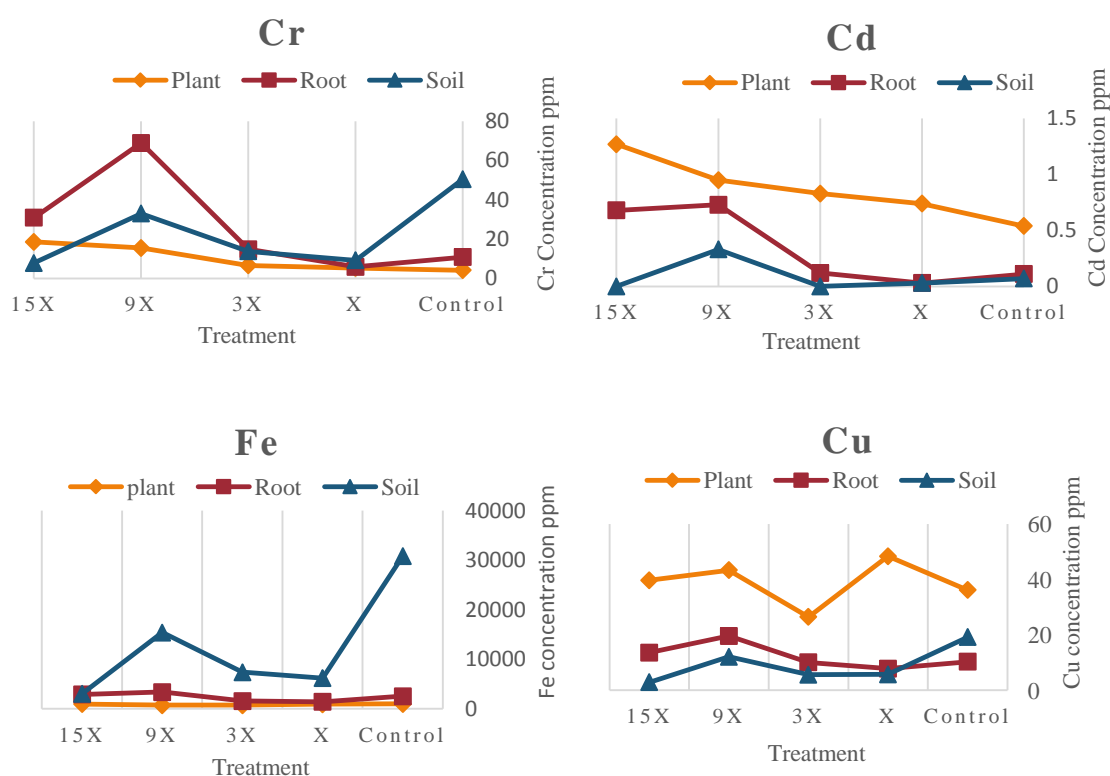 Cr
Plant Root Soil
80
60
40
20
0
Cr Concentration ppm
15X 9X 3X X Control
Treatment
Cd
Plant Root Soil
1.5
1
0.5
0
Cd Concentration ppm
15X 9X 3X X Control
Treatment
Fe
plant Root Soil
40000
30000
20000
10000
0
Fe concentration ppm
15X 9X 3X X Control
Treatment
Cu
Plant Root Soil
60
40
20
0
Cu concentration ppm
15X 9X 3X X Control
Treatment